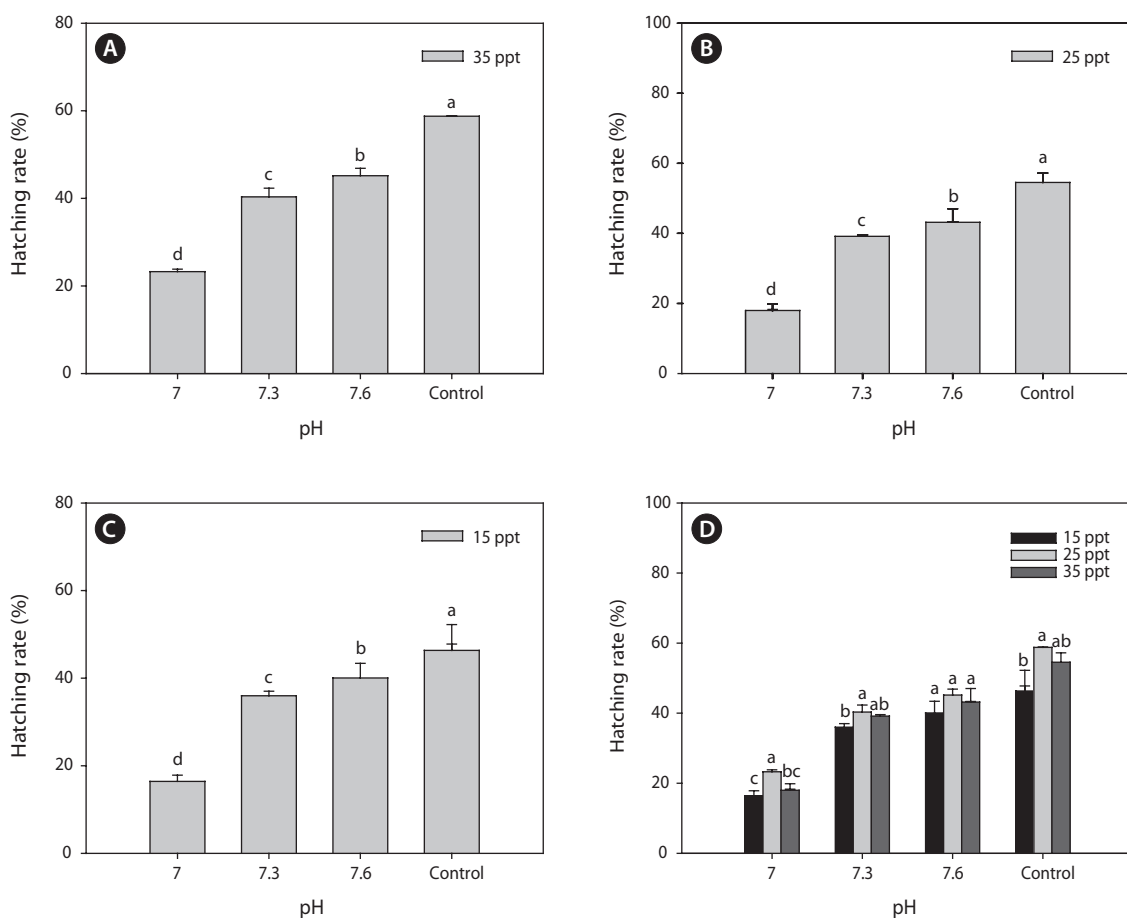 A
35 ppt
Hatching rate (%)
80
60
40
20
0
d
c
b
a
7
7.3
7.6
Control
pH
B
25 ppt
Hatching rate (%)
100
80
60
40
20
0
d
c
b
a
7
7.3
7.6
Control
pH
C
15 ppt
Hatching rate (%)
80
60
40
20
0
d
c
b
a
7
7.3
7.6
Control
pH
D
15 ppt
25 ppt
35 ppt
Hatching rate (%)
100
80
60
40
20
0
c
a
bc
b
a
ab
a
a
a
b
a
ab
7
7.3
7.6
Control
pH